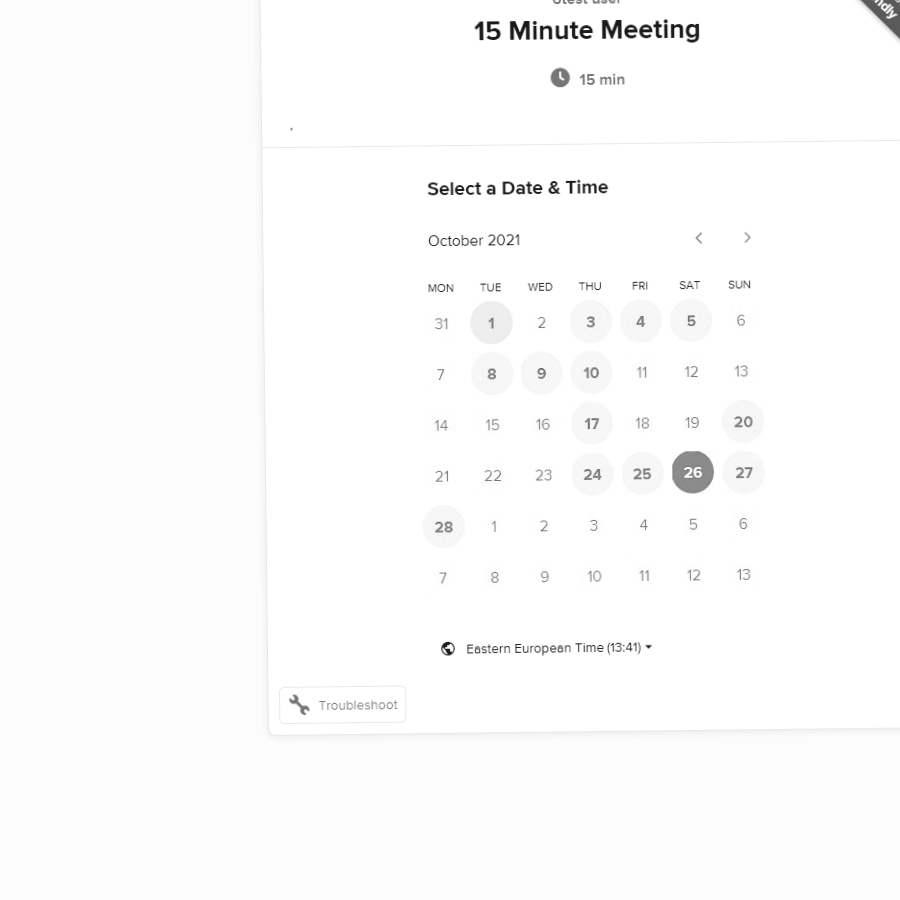 15 Minute Meeting
15 min
Select a Date & Time
October 2021
MON TUE WED THU FRI SAT SUN
31 1 2 3 4 5 6
7 8 9 10 11 12 13
14 15 16 17 18 19 20
21 22 23 24 25 26 27
28 1 2 3 4 5 6
7 8 9 10 11 12 13
Eastern European Time (13:41)
Troubleshoot